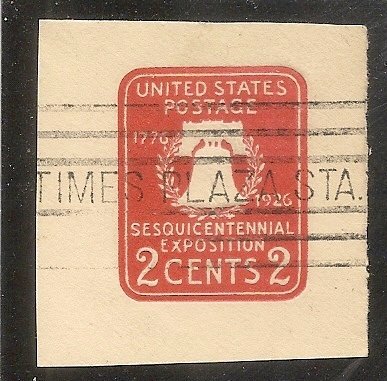 UNITED STATES
POSTAGE
1776
TIMES PLAZA STA.
1926
SESQUICENTENNIAL
EXPOSITION
2 CENTS 2